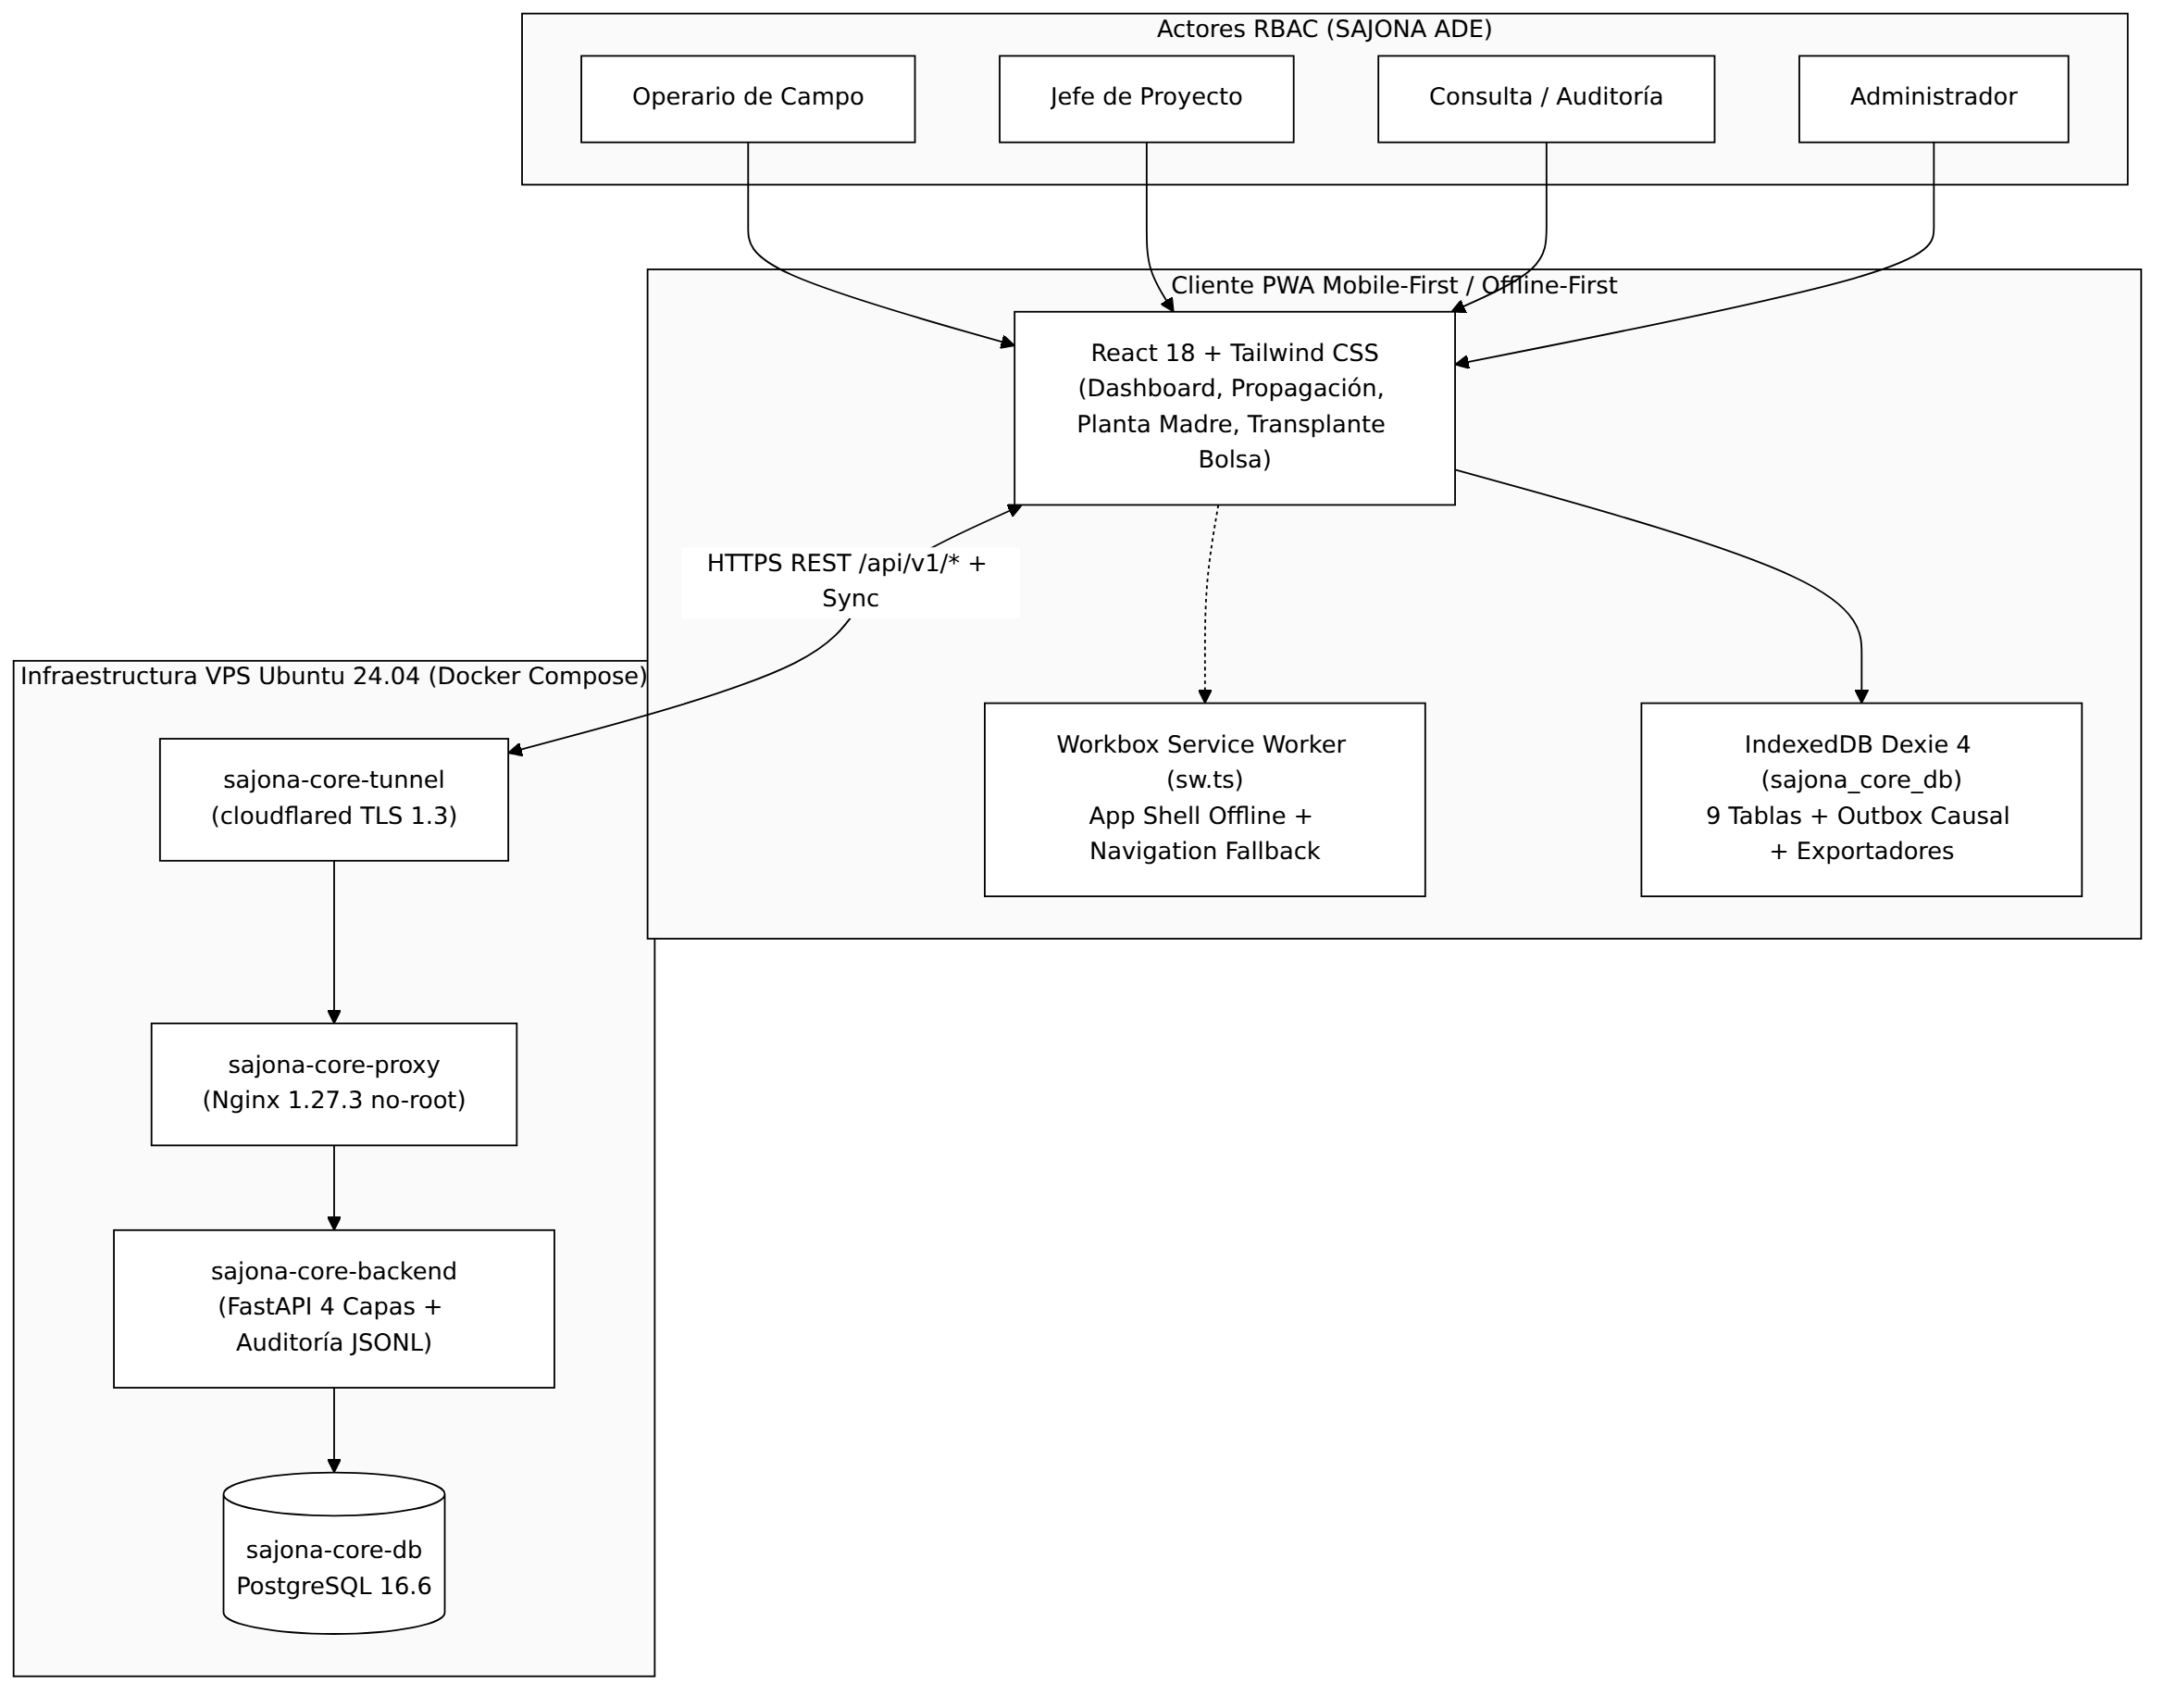 Actores RBAC (SAJONA ADE)
Operario de Campo
Jefe de Proyecto
Consulta / Auditoría
Administrador
Cliente PWA Mobile-First / Offline-First
React 18 + Tailwind CSS
(Dashboard, Propagación,
Planta Madre, Transplante
Bolsa)
HTTPS REST /api/v1/* +
Sync
Workbox Service Worker
(sw.ts)
App Shell Offline +
Navigation Fallback
IndexedDB Dexie 4
(sajona_core_db)
9 Tablas + Outbox Causal
+ Exportadores
Infraestructura VPS Ubuntu 24.04 (Docker Compose)
sajona-core-tunnel
(cloudflared TLS 1.3)
sajona-core-proxy
(Nginx 1.27.3 no-root)
sajona-core-backend
(FastAPI 4 Capas +
Auditoría JSONL)
sajona-core-db
PostgreSQL 16.6